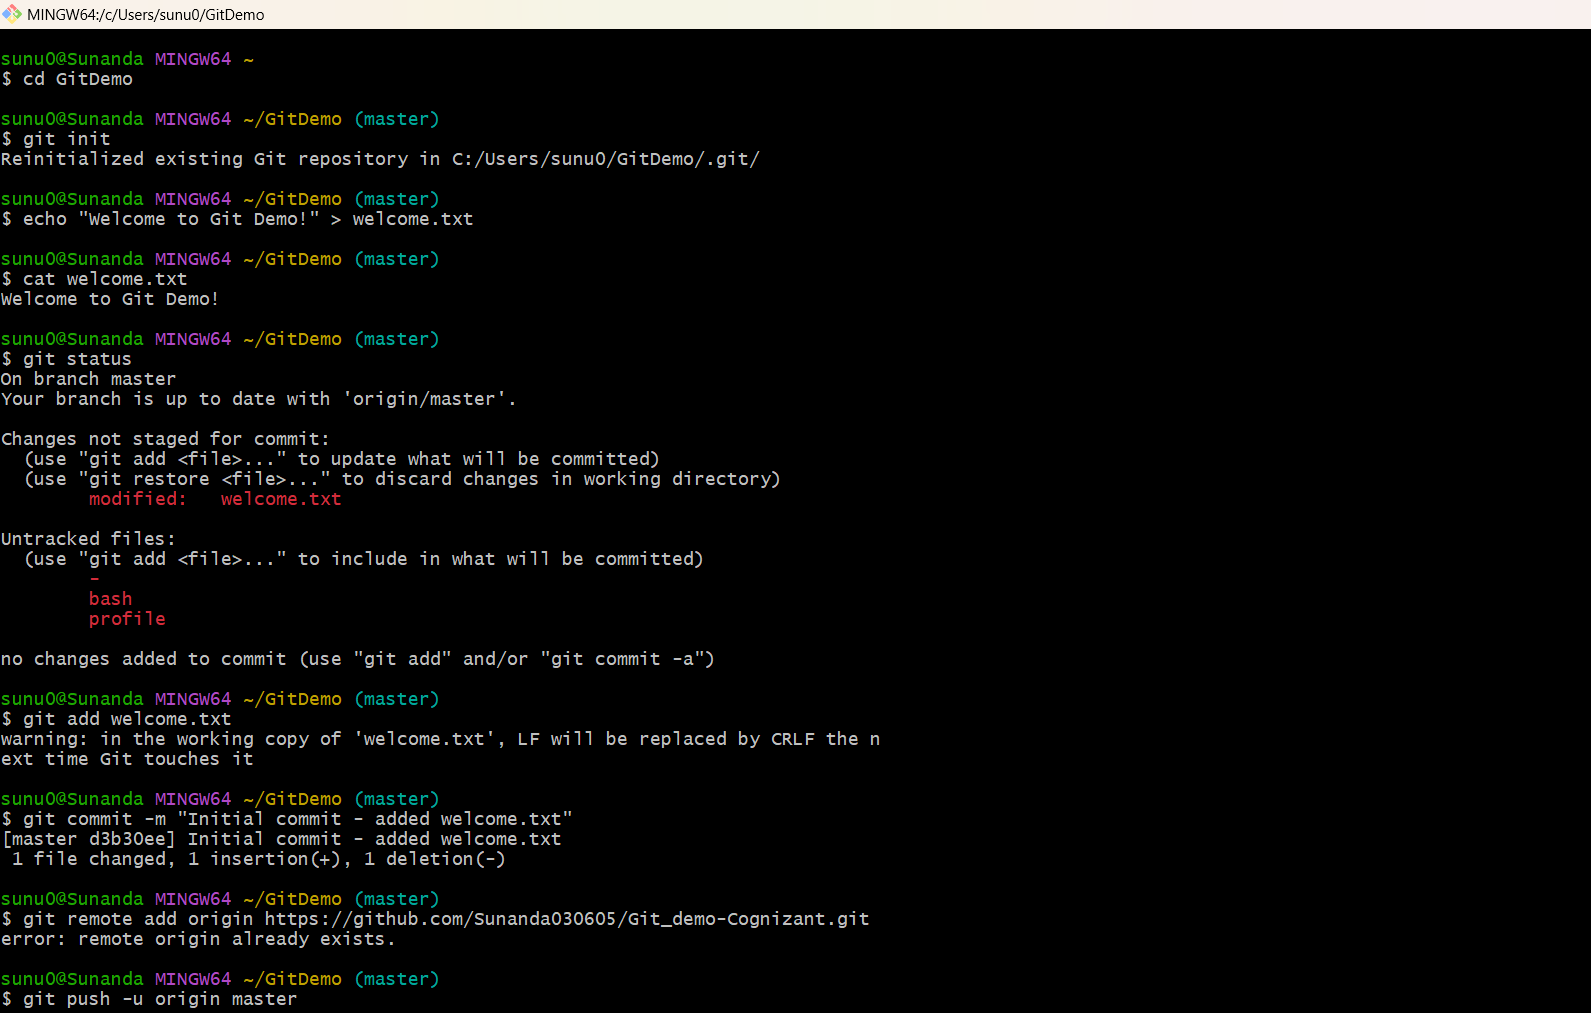 MINGW64:/c/Users/sunu0/GitDemo
sunu0@Sunanda MINGW64 ~
$ cd GitDemo
sunu0@Sunanda MINGW64 ~/GitDemo (master)
$ git init
Reinitialized existing Git repository in C:/Users/sunu0/GitDemo/.git/
sunu0@Sunanda MINGW64 ~/GitDemo (master)
$ echo "Welcome to Git Demo!" > welcome.txt
sunu0@Sunanda MINGW64 ~/GitDemo (master)
$ cat welcome.txt
Welcome to Git Demo!
sunu0@Sunanda MINGW64 ~/GitDemo (master)
$ git status
On branch master
Your branch is up to date with 'origin/master'.
Changes not staged for commit:
  (use "git add <file>..." to update what will be committed)
  (use "git restore <file>..." to discard changes in working directory)
        modified:   welcome.txt
Untracked files:
  (use "git add <file>..." to include in what will be committed)
        -
        bash
        profile
no changes added to commit (use "git add" and/or "git commit -a")
sunu0@Sunanda MINGW64 ~/GitDemo (master)
$ git add welcome.txt
warning: in the working copy of 'welcome.txt', LF will be replaced by CRLF the n
ext time Git touches it
sunu0@Sunanda MINGW64 ~/GitDemo (master)
$ git commit -m "Initial commit - added welcome.txt"
[master d3b30ee] Initial commit - added welcome.txt
 1 file changed, 1 insertion(+), 1 deletion(-)
sunu0@Sunanda MINGW64 ~/GitDemo (master)
$ git remote add origin https://github.com/Sunanda030605/Git_demo-Cognizant.git
error: remote origin already exists.
sunu0@Sunanda MINGW64 ~/GitDemo (master)
$ git push -u origin master